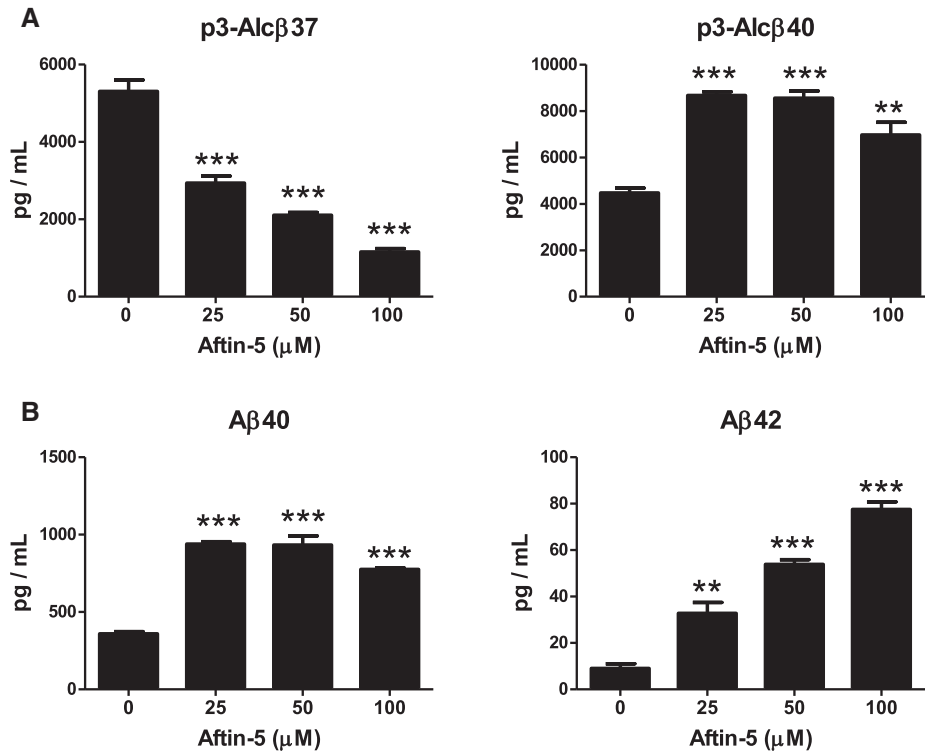 A
p3-Alcβ37
pg / mL
6000
4000
2000
0
***
***
***
0 25 50 100
Aftin-5 (μM)
p3-Alcβ40
pg / mL
10000
8000
6000
4000
2000
0
***
***
**
0 25 50 100
Aftin-5 (μM)
B
Aβ40
pg / mL
1500
1000
500
0
***
***
***
0 25 50 100
Aftin-5 (μM)
Aβ42
pg / mL
100
80
60
40
20
0
**
***
***
0 25 50 100
Aftin-5 (μM)